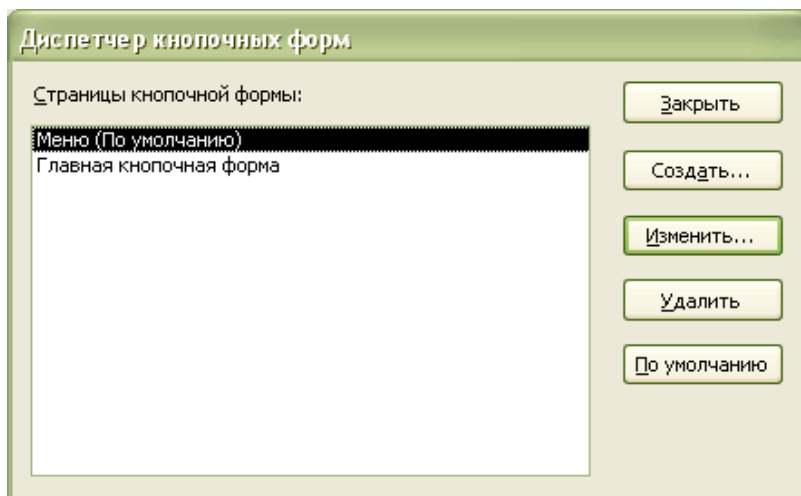 Диспетчер кнопочных форм
Страницы кнопочной формы:
Меню (По умолчанию)
Главная кнопочная форма
Закрыть
Создать...
Изменить...
Удалить
По умолчанию